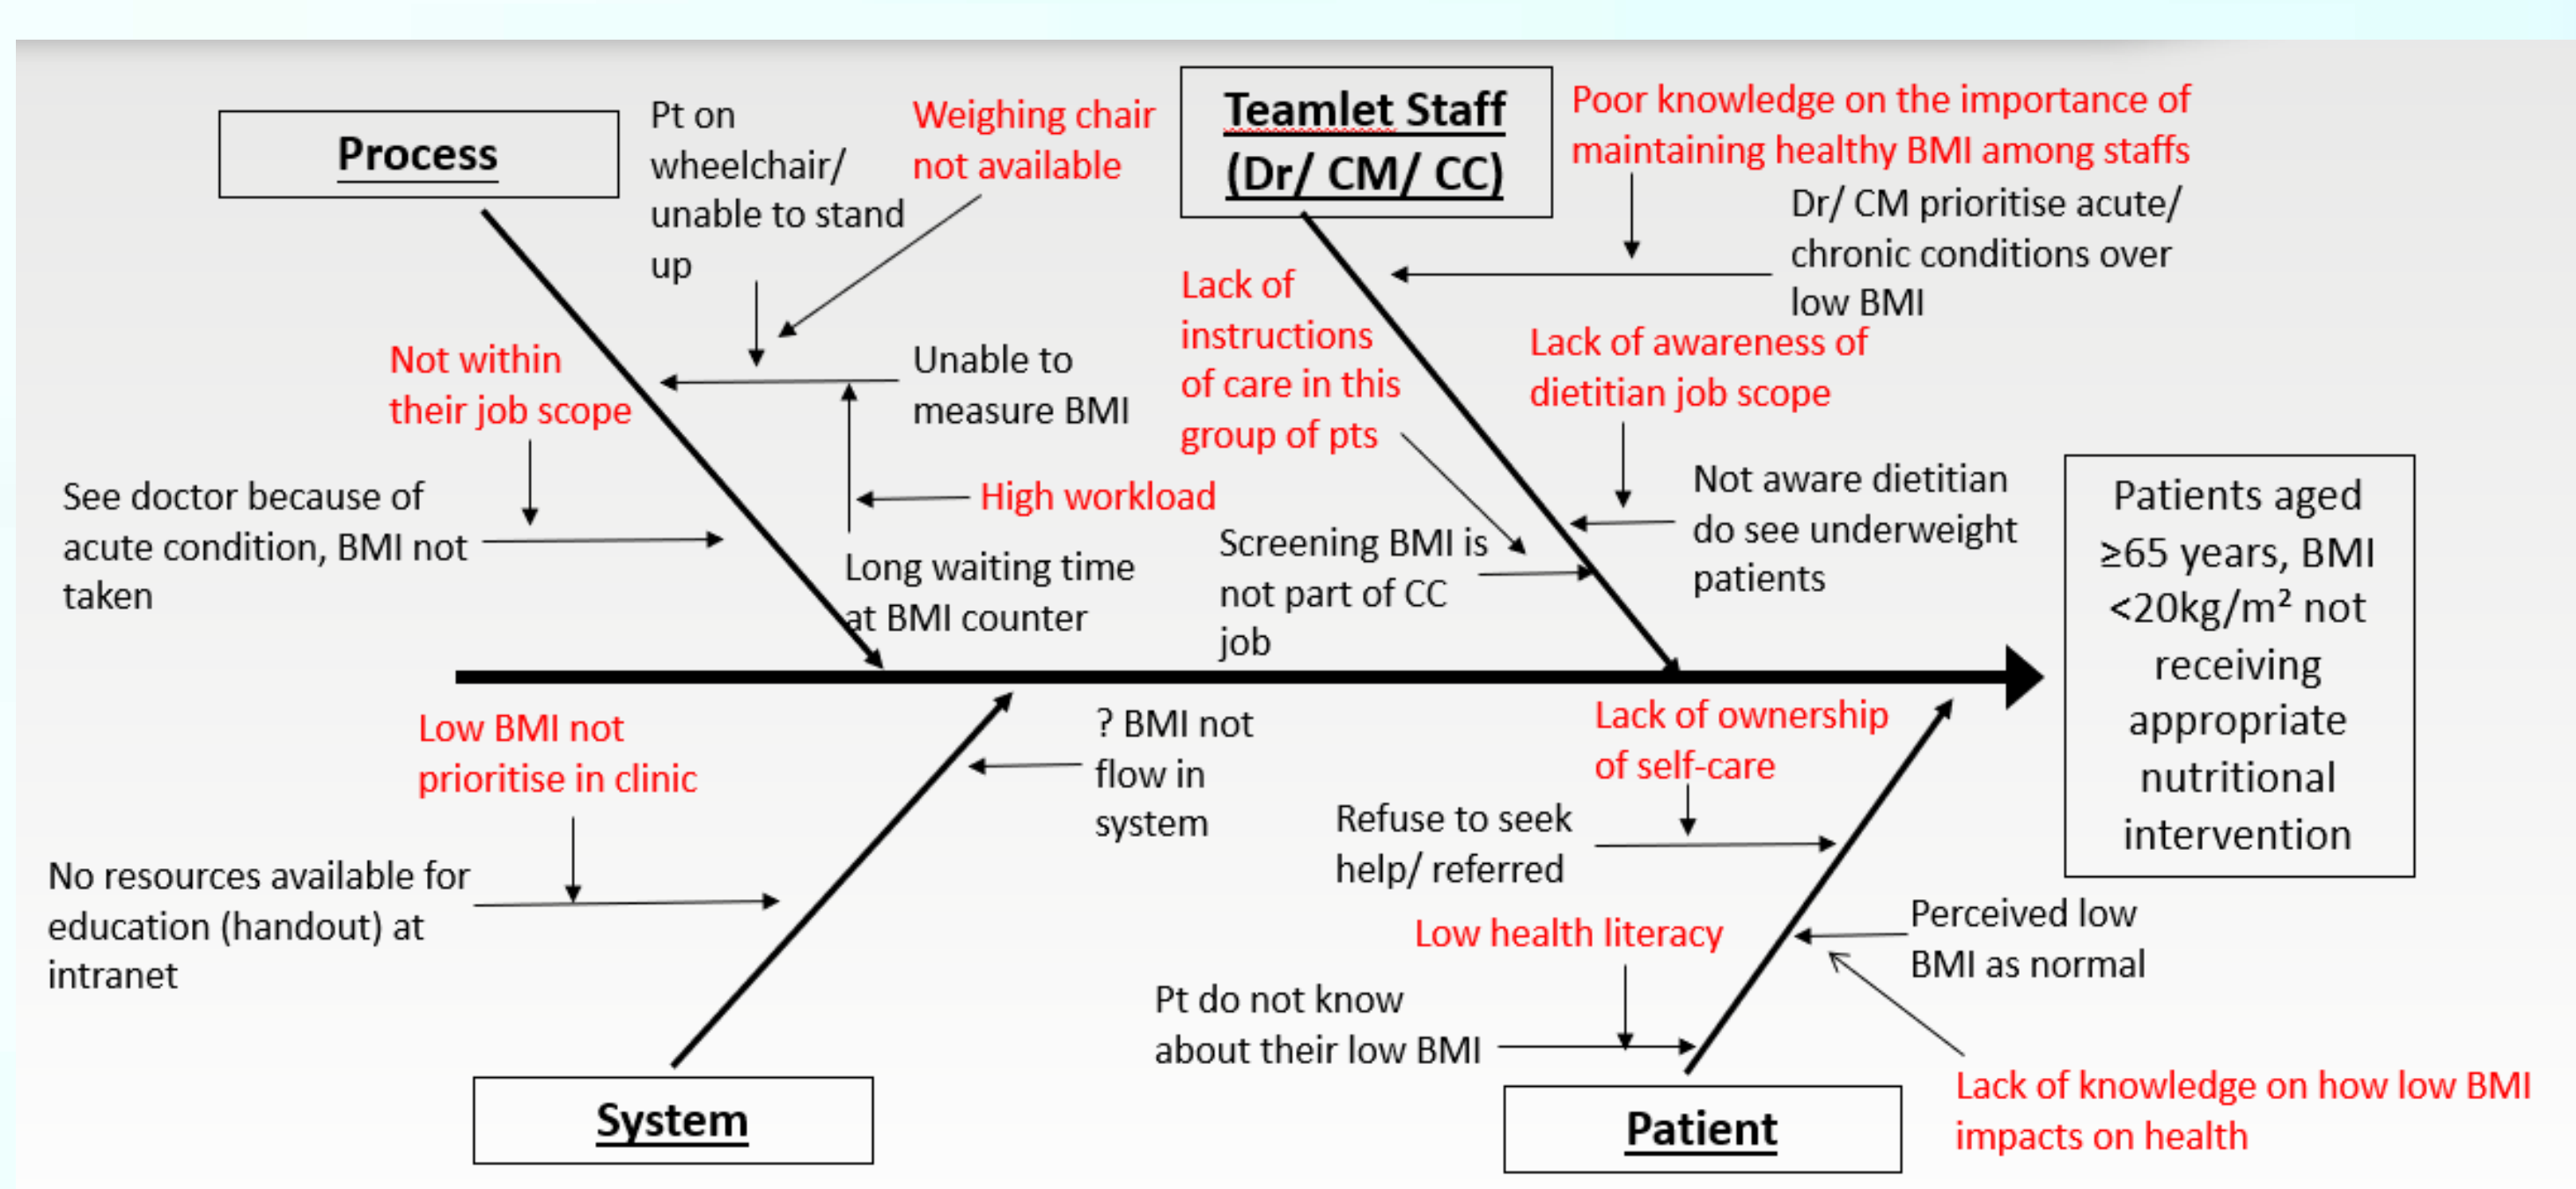 Process
Pt on
wheelchair/
unable to stand
up
Weighing chair
not available
Not within
their job scope
Unable to
measure BMI
See doctor because of
acute condition, BMI not
taken
High workload
Long waiting time
at BMI counter
Teamlet Staff
(Dr/ CM/ CC)
Poor knowledge on the importance of
maintaining healthy BMI among staffs
Dr/ CM prioritise acute/
chronic conditions over
low BMI
Lack of
instructions
of care in this
group of pts
Lack of awareness of
dietitian job scope
Not aware dietitian
do see underweight
patients
Screening BMI is
not part of CC
job
Patients aged
≥65 years, BMI
<20kg/m² not
receiving
appropriate
nutritional
intervention
Low BMI not
prioritise in clinic
? BMI not
flow in
system
No resources available for
education (handout) at
intranet
System
Lack of ownership
of self-care
Refuse to seek
help/ referred
Low health literacy
Perceived low
BMI as normal
Pt do not know
about their low BMI
Lack of knowledge on how low BMI
impacts on health
Patient